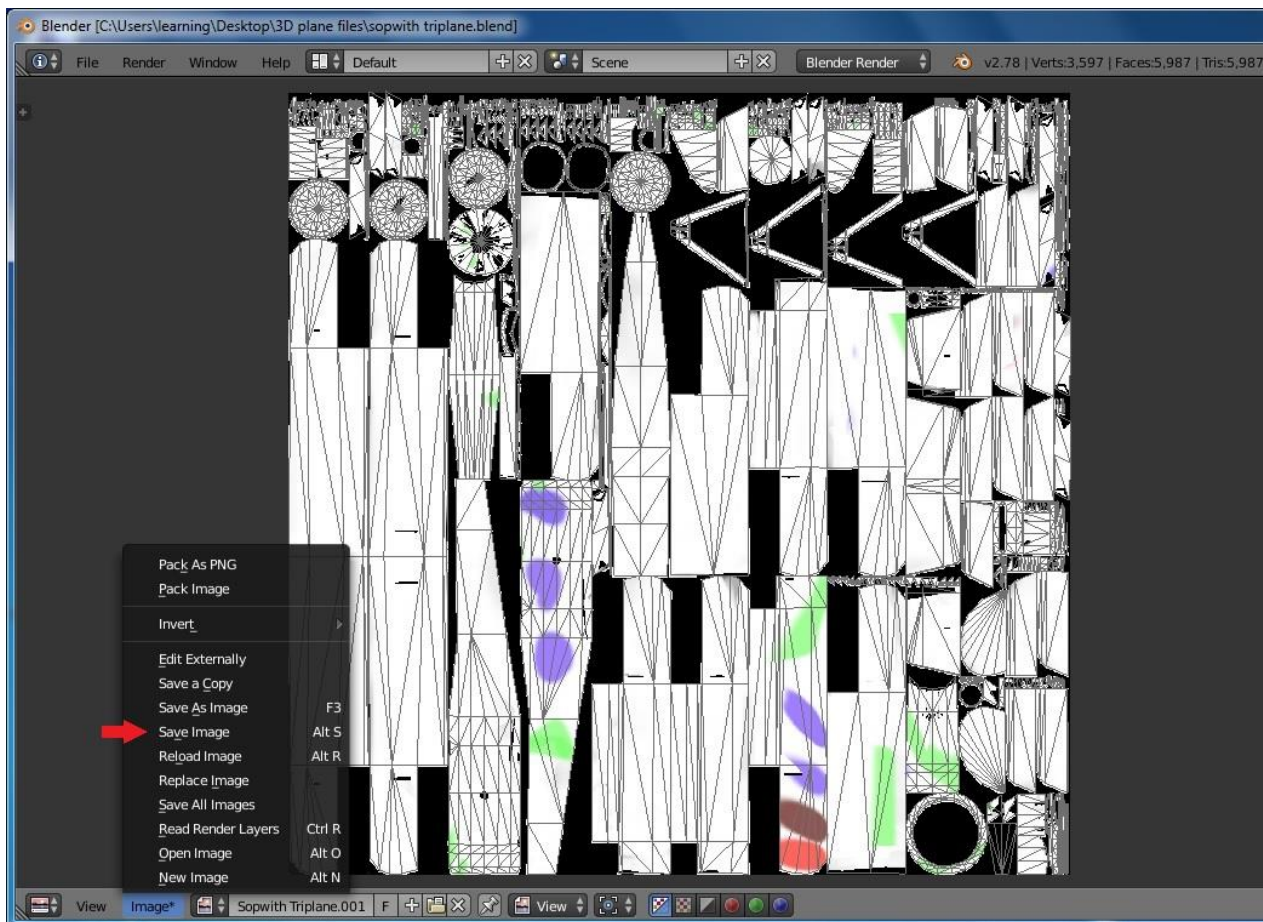 Blender [C:\Users\learning\Desktop\3D plane files\sopwith triplane.blend]
File Render Window Help Default Scene Blender Render v2.78 | Verts:3,597 | Faces:5,987 | Tris:5,987
Pack As PNG
Pack Image
Invert
Edit Externally
Save a Copy
Save As Image F3
Save Image Alt S
Reload Image Alt R
Replace Image
Save All Images
Read Render Layers Ctrl R
Open Image Alt O
New Image Alt N
View Image* Sopwith Triplane.001 F View